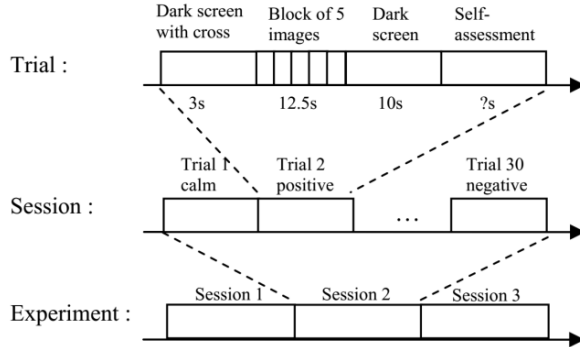 Dark screen
with cross
Block of 5
images
Dark
screen
Self-
assessment
Trial :
3s
12.5s
10s
?s
Trial 1
calm
Trial 2
positive
Trial 30
negative
Session :
...
Session 1
Session 2
Session 3
Experiment :